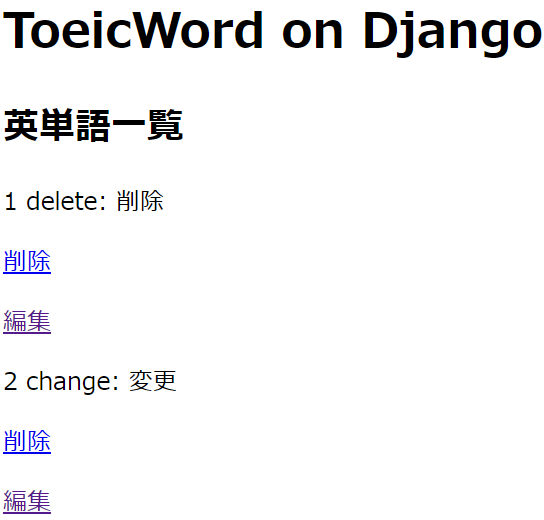 ToeicWord on Django
英単語一覧
1 delete: 削除
削除
編集
2 change: 変更
削除
編集